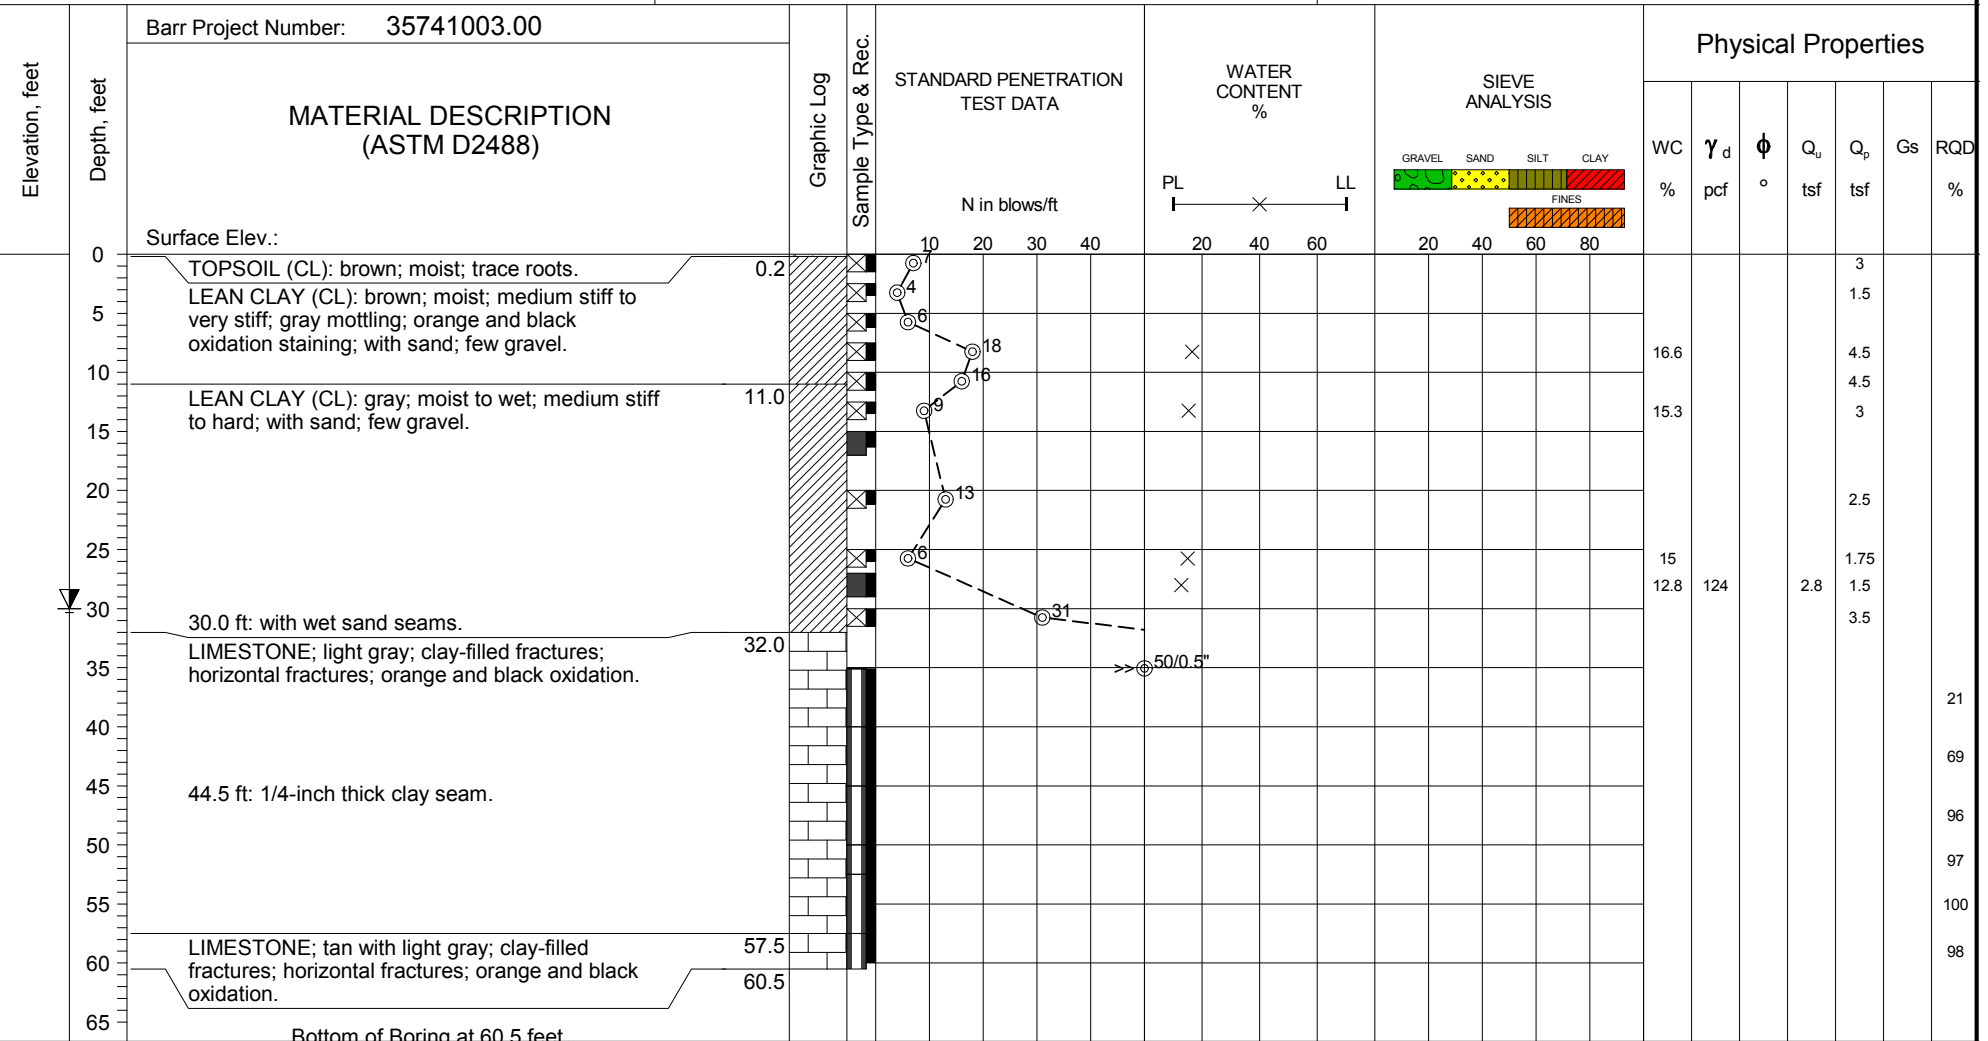 Barr Project Number: 35741003.00
Elevation, feet
Depth, feet
MATERIAL DESCRIPTION
(ASTM D2488)
Surface Elev.:
Graphic Log
Sample Type & Rec.
STANDARD PENETRATION
TEST DATA
N in blows/ft
10 20 30 40
WATER
CONTENT
%
PL LL
20 40 60
SIEVE
ANALYSIS
GRAVEL SAND SILT CLAY
FINES
20 40 60 80
Physical Properties
WC γd ϕ Qu Qp Gs RQD
% pcf ° tsf tsf %
0
TOPSOIL (CL): brown; moist; trace roots. 0.2
7
3
LEAN CLAY (CL): brown; moist; medium stiff to
very stiff; gray mottling; orange and black
oxidation staining; with sand; few gravel.
4
1.5
5
6
18
16.6 4.5
10
16
4.5
LEAN CLAY (CL): gray; moist to wet; medium stiff
to hard; with sand; few gravel.
11.0
9
15.3 3
15
20
13
2.5
25
6
15 1.75
12.8 124 2.8 1.5
30
30.0 ft: with wet sand seams.
31
3.5
LIMESTONE; light gray; clay-filled fractures;
horizontal fractures; orange and black oxidation.
32.0
35
>> 50/0.5"
21
40
69
45
44.5 ft: 1/4-inch thick clay seam.
96
50
97
55
100
LIMESTONE; tan with light gray; clay-filled
fractures; horizontal fractures; orange and black
oxidation.
57.5
98
60
60.5
65
Bottom of Boring at 60.5 feet